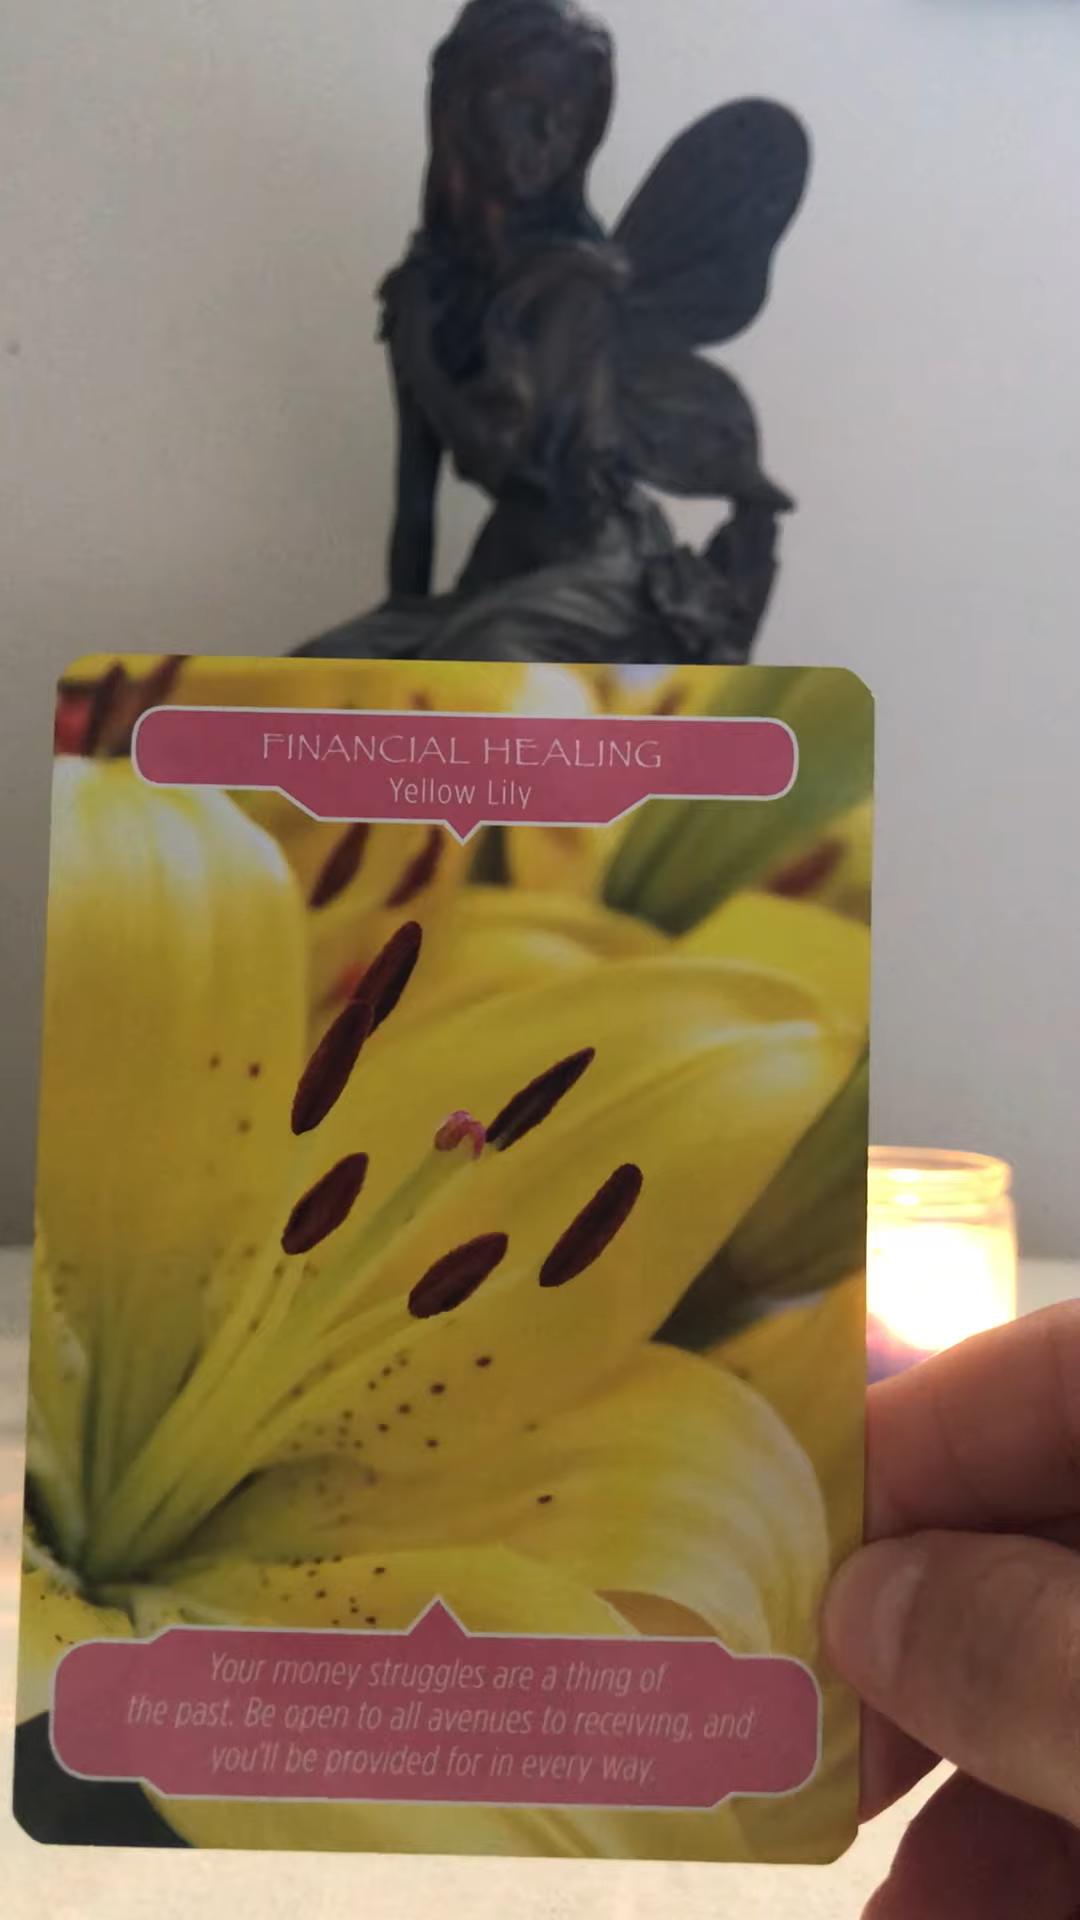 FINANCIAL HEALING
Yellow Lily
Your money struggles are a thing of
the past. Be open to all avenues to receiving, and
you'll be provided for in every way.